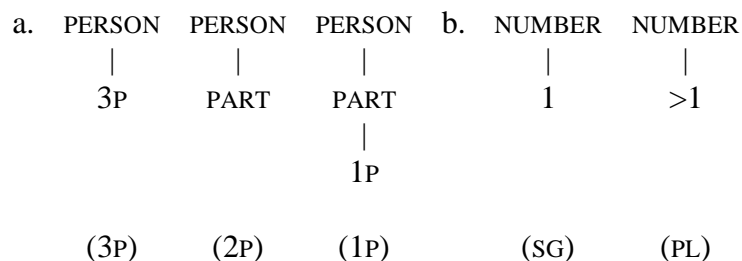 a. PERSON PERSON PERSON b. NUMBER NUMBER
| | | | |
3P PART PART 1 >1
|
1P
(3P) (2P) (1P) (SG) (PL)